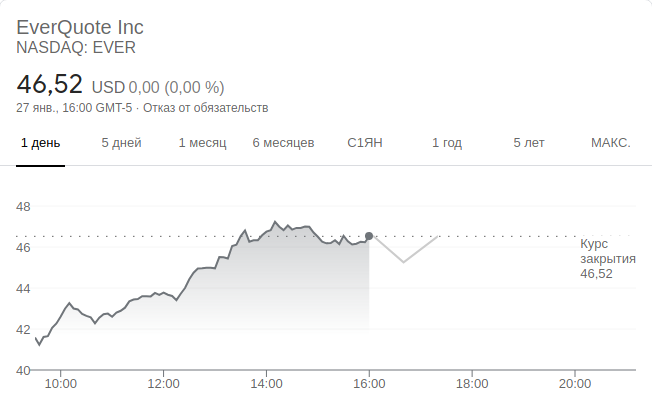 EverQuote Inc
NASDAQ: EVER
46,52 USD 0,00 (0,00 %)
27 янв., 16:00 GMT-5 · Отказ от обязательств
1 день 5 дней 1 месяц 6 месяцев С1ЯН 1 год 5 лет МАКС.
48
46
44
42
40
Курс
закрытия
46,52
10:00 12:00 14:00 16:00 18:00 20:00